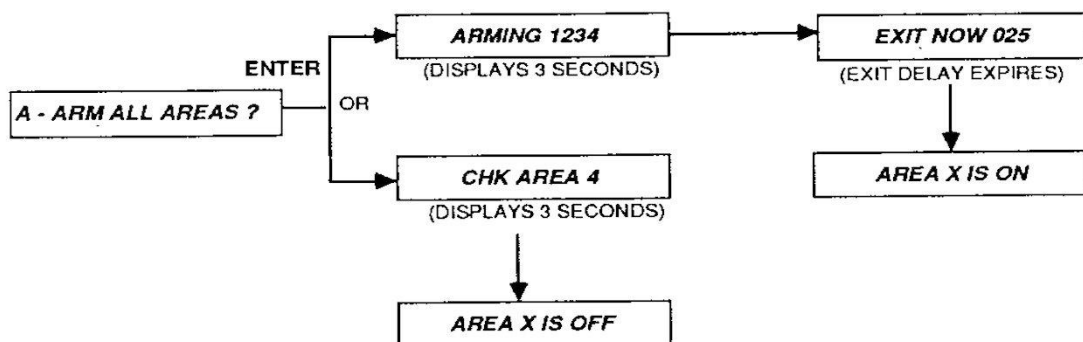 ARMING 1234
EXIT NOW 025
ENTER
(DISPLAYS 3 SECONDS)
(EXIT DELAY EXPIRES)
A - ARM ALL AREAS ?
OR
CHK AREA 4
AREA X IS ON
(DISPLAYS 3 SECONDS)
AREA X IS OFF